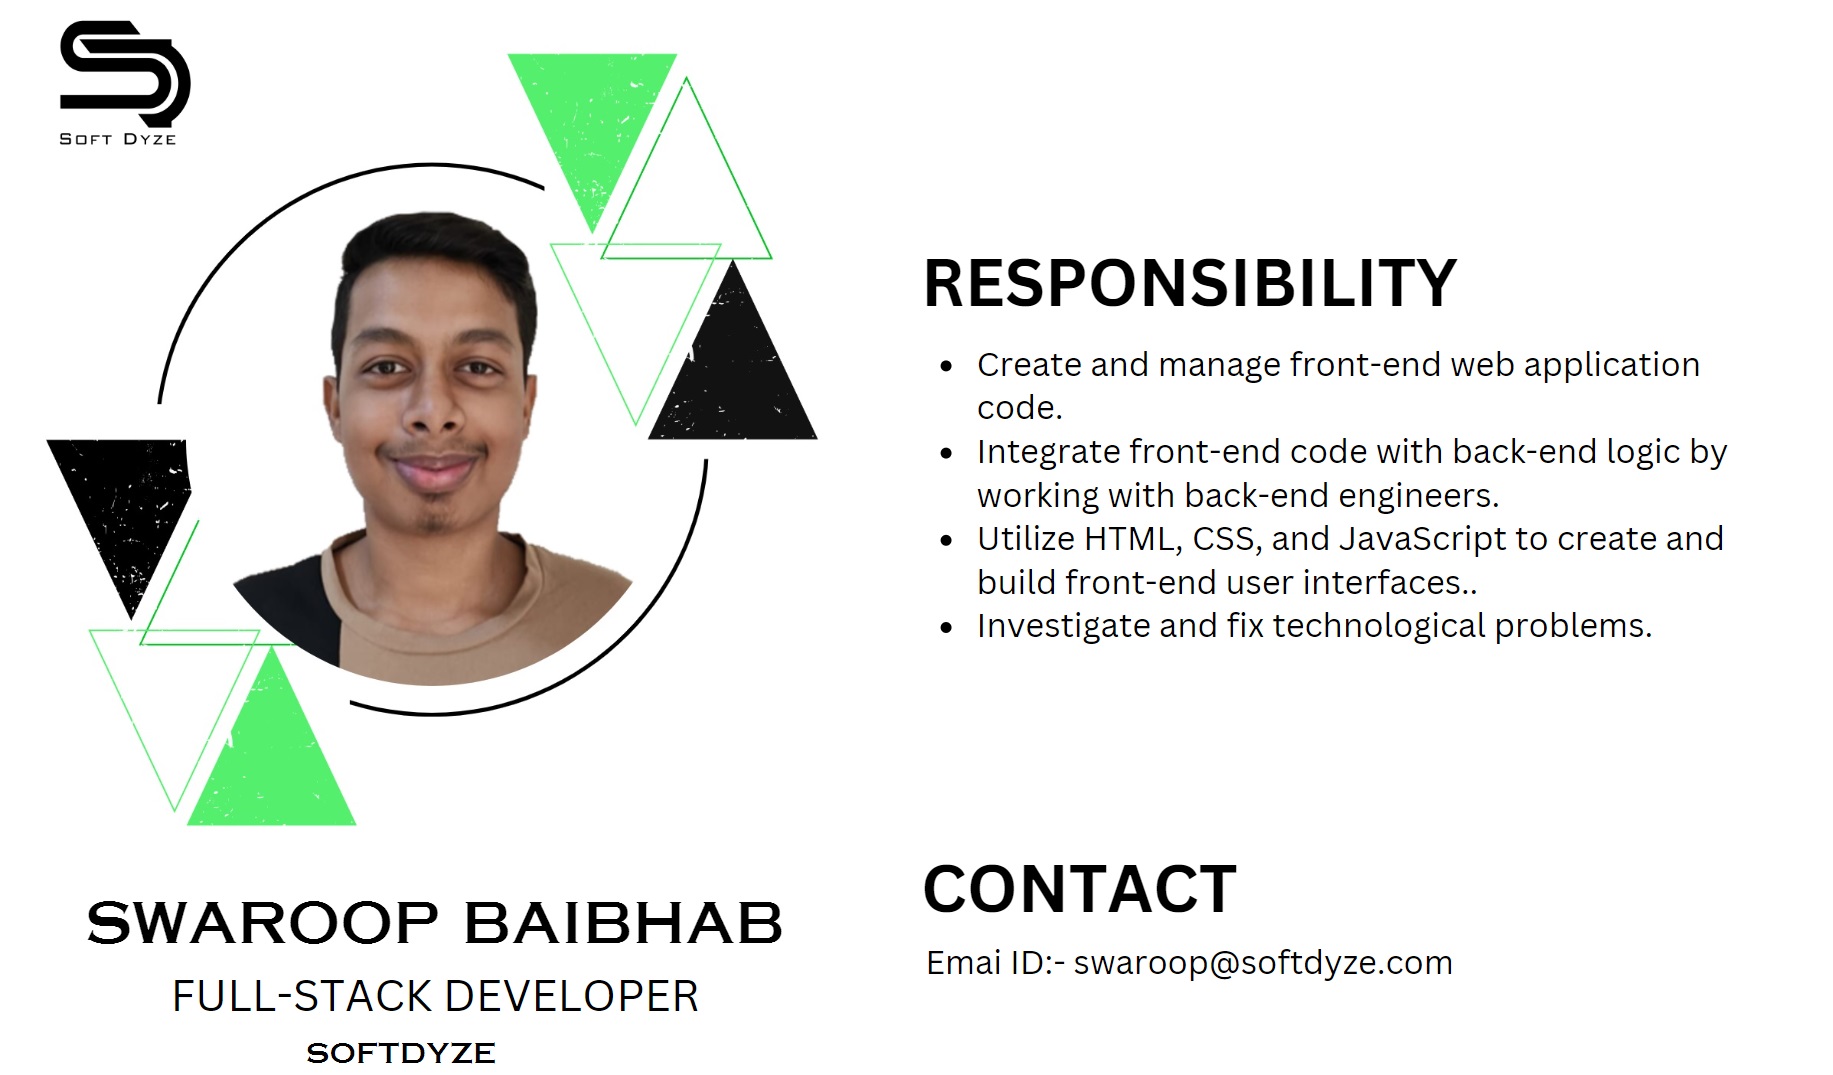 SOFT DYZE
RESPONSIBILITY
• Create and manage front-end web application
code.
• Integrate front-end code with back-end logic by
working with back-end engineers.
• Utilize HTML, CSS, and JavaScript to create and
build front-end user interfaces..
• Investigate and fix technological problems.
CONTACT
Emai ID:- swaroop@softdyze.com
SWAROOP BAIBHAB
FULL-STACK DEVELOPER
SOFTDYZE